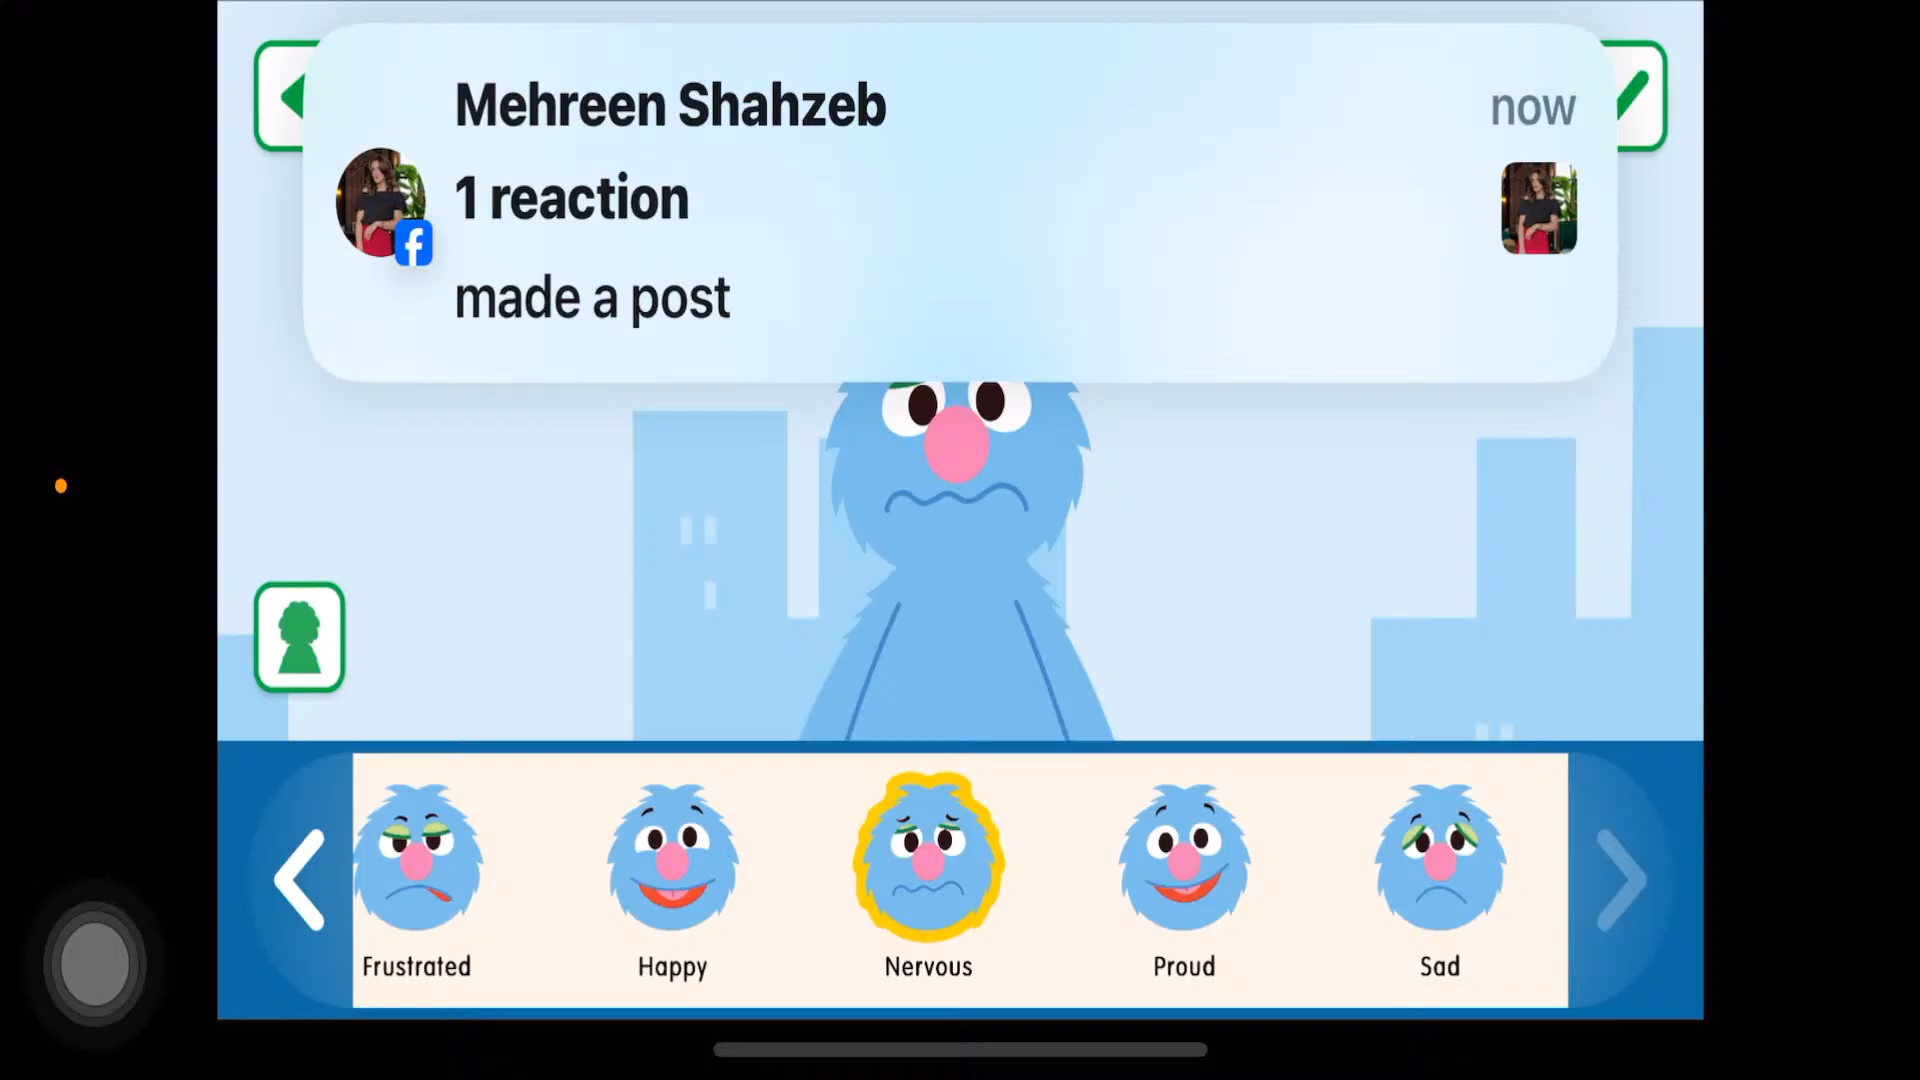 Mehreen Shahzeb
now
1 reaction
made a post
Frustrated
Happy
Nervous
Proud
Sad